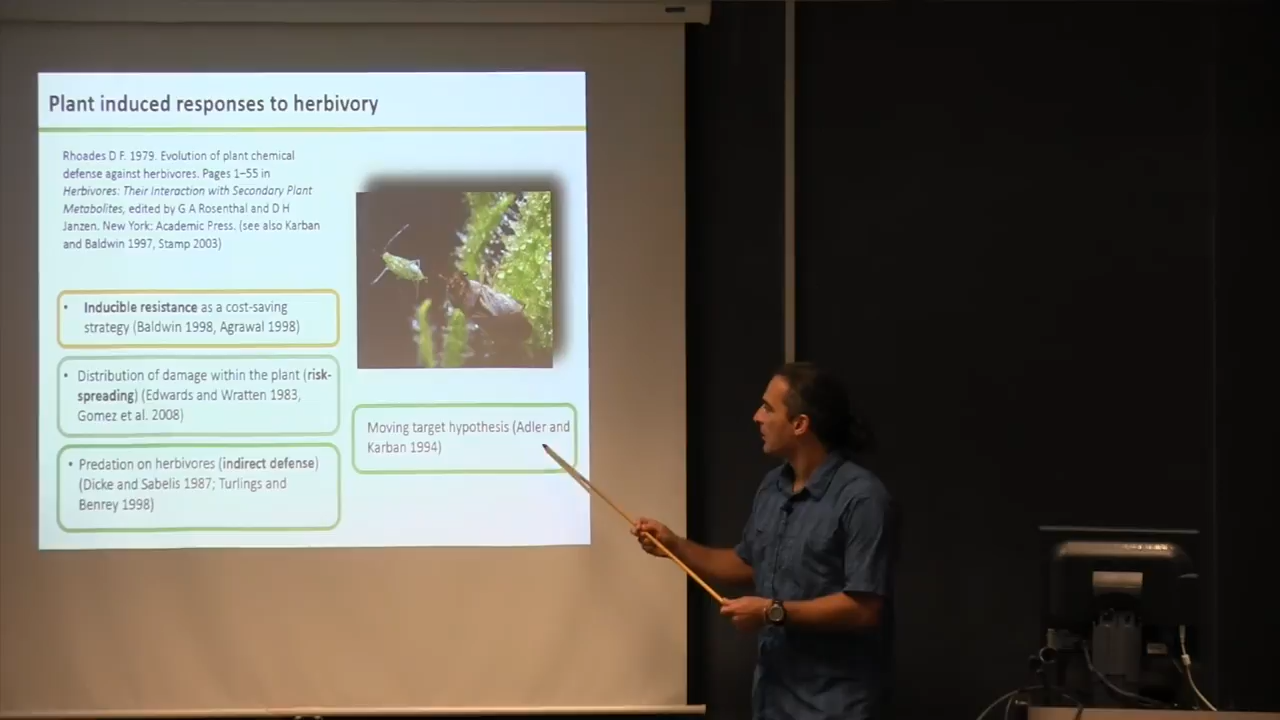 Plant induced responses to herbivory
Rhoades D F. 1979. Evolution of plant chemical
defense against herbivores. Pages 1–55 in
Herbivores: Their Interaction with Secondary Plant
Metabolites, edited by G A Rosenthal and D H
Janzen. New York: Academic Press. (see also Karban
and Baldwin 1997, Stamp 2003)
• Inducible resistance as a cost-saving
strategy (Baldwin 1998, Agrawal 1998)
• Distribution of damage within the plant (risk-
spreading) (Edwards and Wratten 1983,
Gomez et al. 2008)
• Predation on herbivores (indirect defense)
(Dicke and Sabelis 1987; Turlings and
Benrey 1998)
Moving target hypothesis (Adler and
Karban 1994)